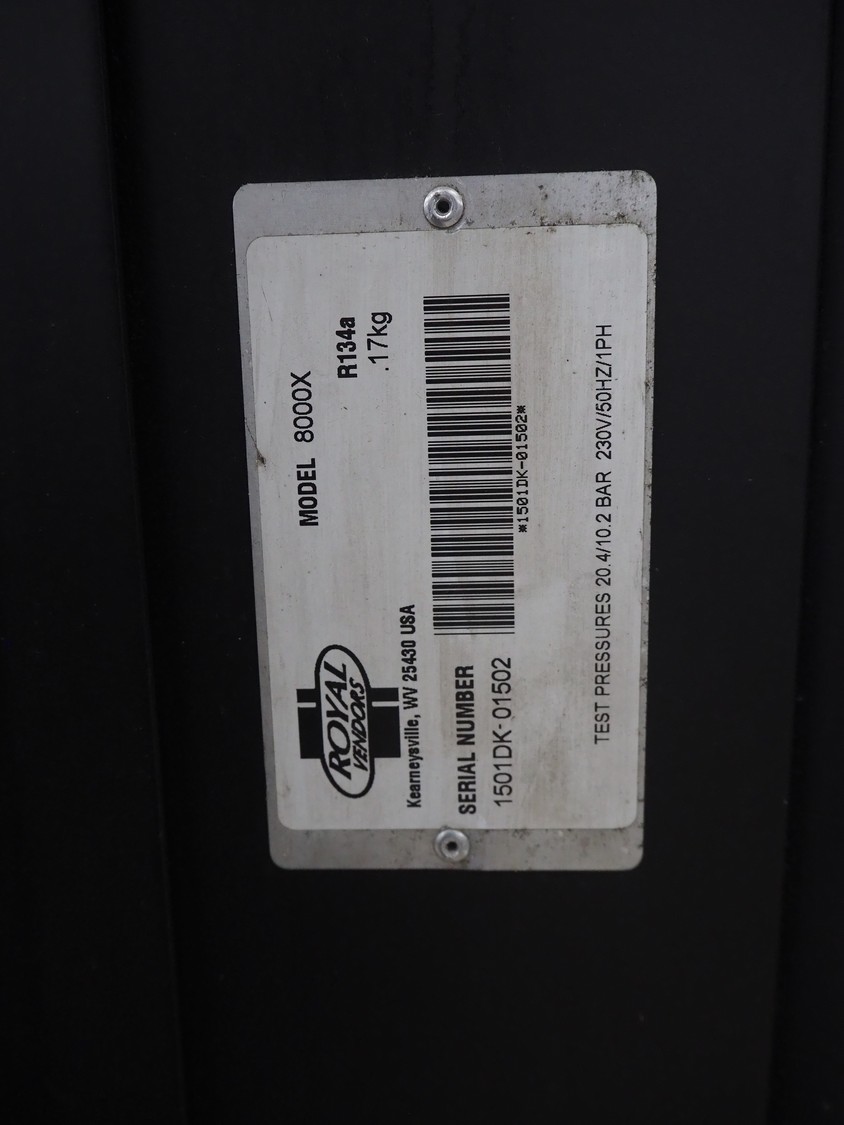 ROYAL
VENDORS
Kearneysville, WV 25430 USA
MODEL 8000X
R134a
.17kg
SERIAL NUMBER
1501DK-01502
*1501DK-01502*
TEST PRESSURES 20.4/10.2 BAR 230V/50HZ/1PH